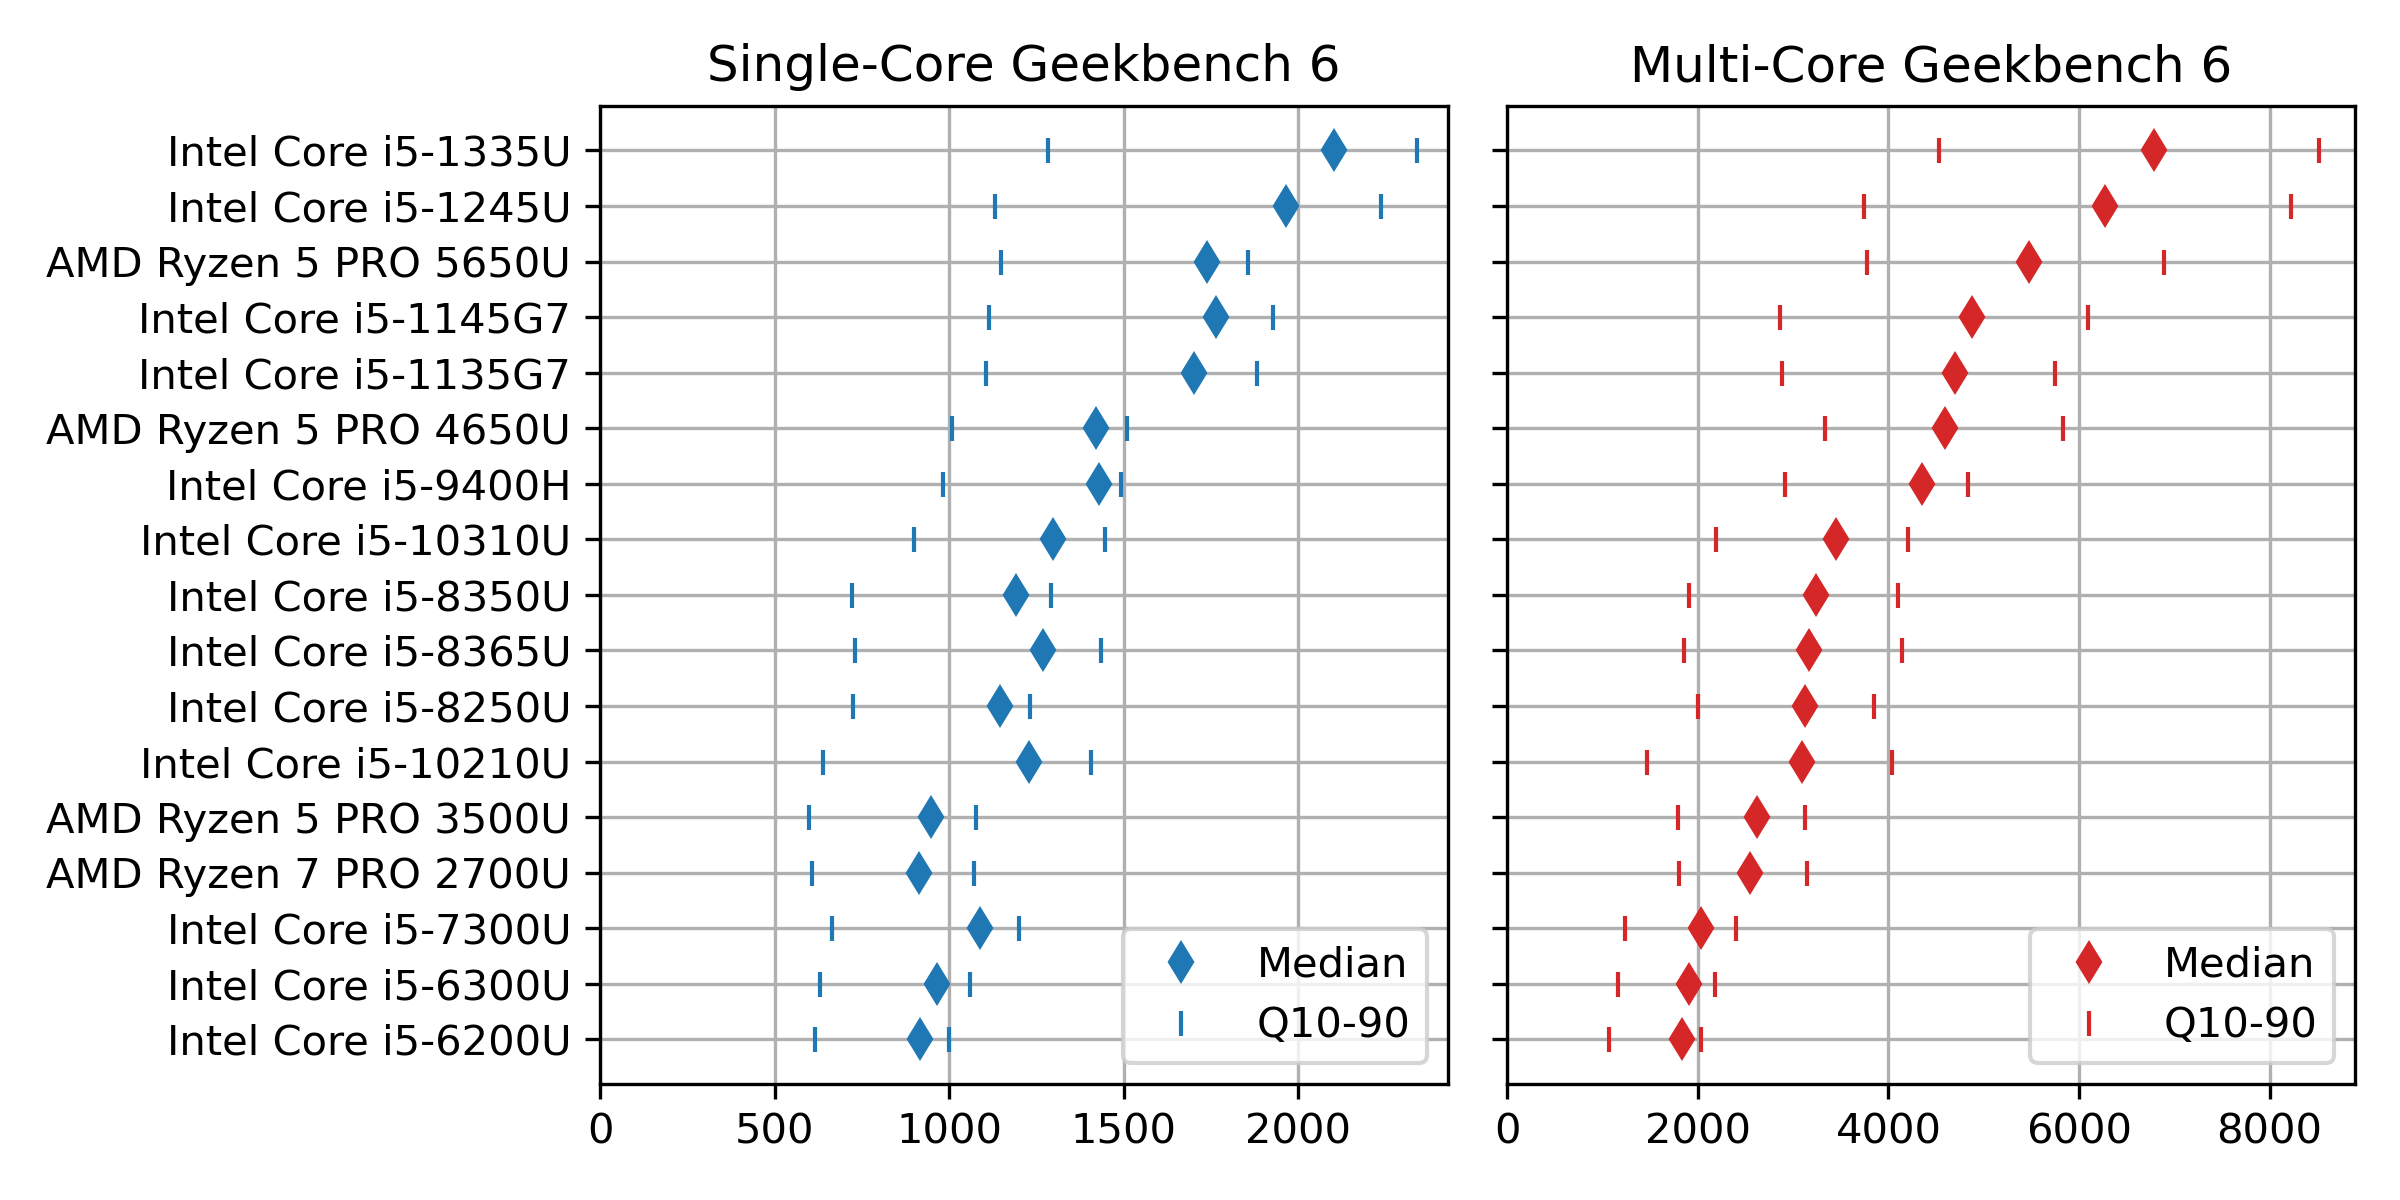 Single-Core Geekbench 6
Multi-Core Geekbench 6
Intel Core i5-1335U
Intel Core i5-1245U
AMD Ryzen 5 PRO 5650U
Intel Core i5-1145G7
Intel Core i5-1135G7
AMD Ryzen 5 PRO 4650U
Intel Core i5-9400H
Intel Core i5-10310U
Intel Core i5-8350U
Intel Core i5-8365U
Intel Core i5-8250U
Intel Core i5-10210U
AMD Ryzen 5 PRO 3500U
AMD Ryzen 7 PRO 2700U
Intel Core i5-7300U
Intel Core i5-6300U
Intel Core i5-6200U
Median
Q10-90
Median
Q10-90
0 500 1000 1500 2000
0 2000 4000 6000 8000